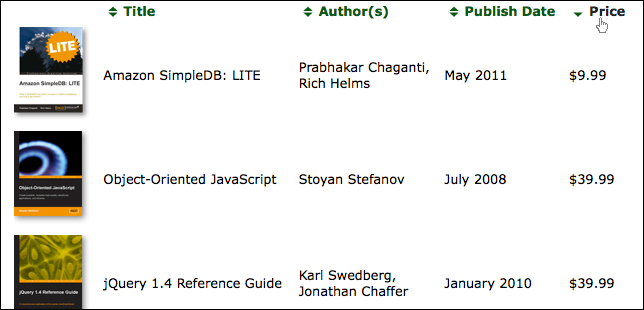 Title Author(s) Publish Date Price
LITE
Amazon SimpleDB: LITE
Amazon SimpleDB: LITE
Prabhakar Chaganti,
Rich Helms
May 2011
$9.99
Object-Oriented JavaScript
Object-Oriented JavaScript
Stoyan Stefanov
July 2008
$39.99
jQuery 1.4 Reference Guide
jQuery 1.4 Reference Guide
Karl Swedberg,
Jonathan Chaffer
January 2010
$39.99